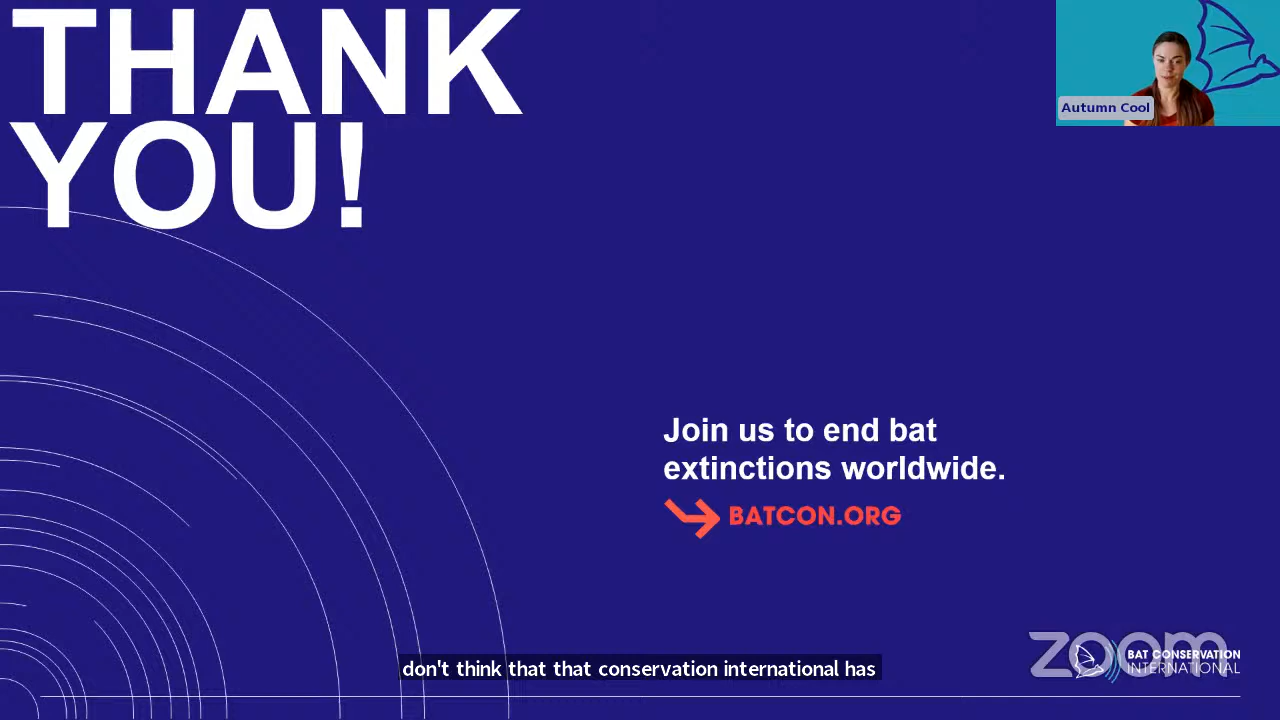 THANK
YOU!
Autumn Cool
Join us to end bat
extinctions worldwide.
BATCON.ORG
don't think that that conservation international has
zoom
BAT CONSERVATION
INTERNATIONAL